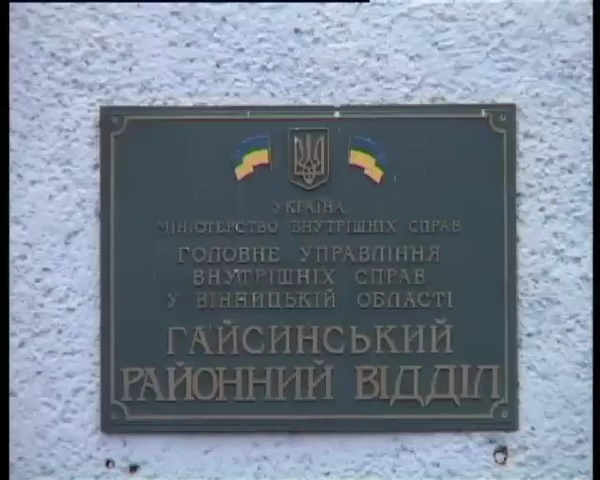 УКРАЇНА
МІНІСТЕРСТВО ВНУТРІШНІХ СПРАВ
ГОЛОВНЕ УПРАВЛІННЯ
ВНУТРІШНІХ СПРАВ
У ВІННИЦЬКІЙ ОБЛАСТІ
ГАЙСИНСЬКИЙ
РАЙОННИЙ ВІДДІЛ